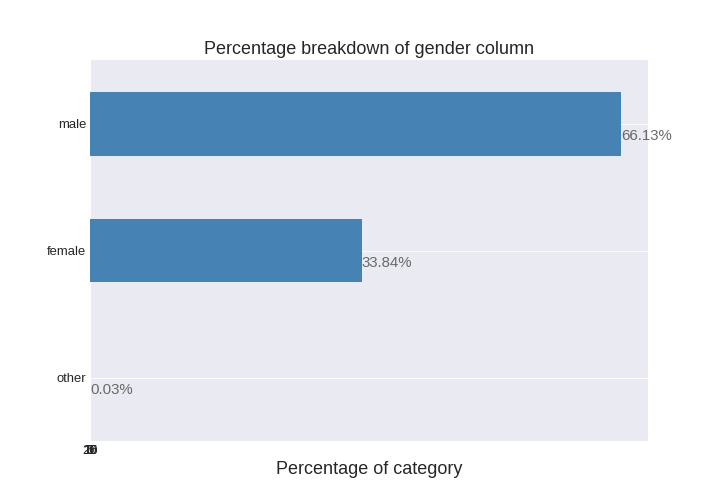 Percentage breakdown of gender column
male
66.13%
female
33.84%
other
0.03%
Percentage of category